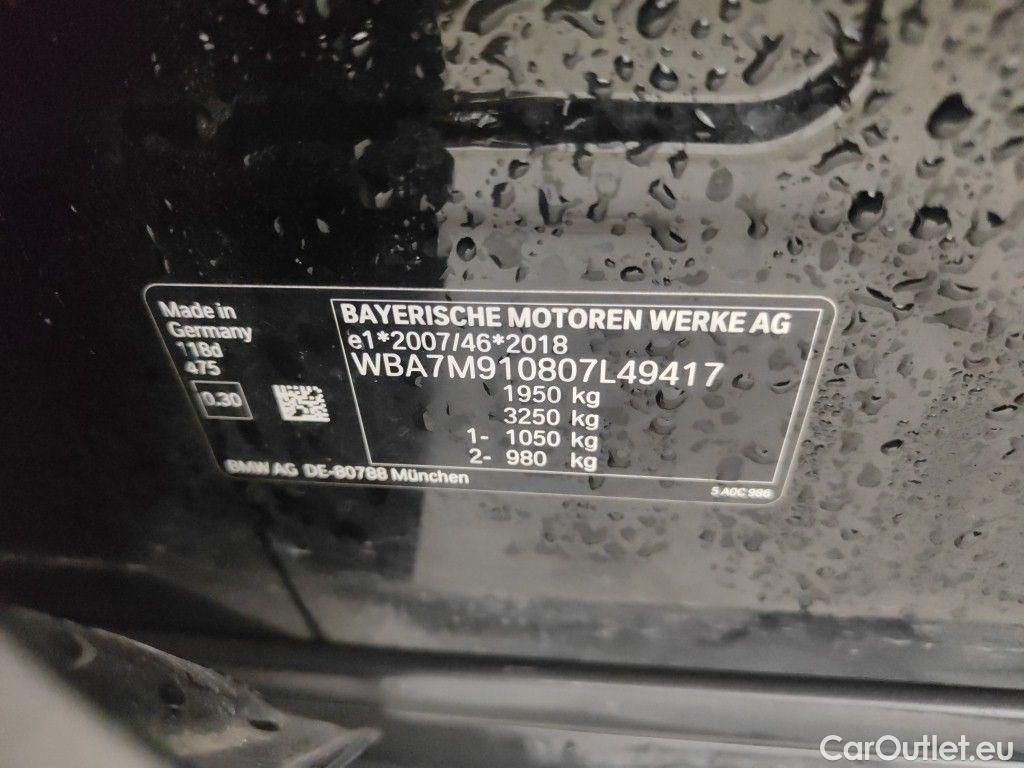 Made in
Germany
118d
475
0.30
BAYERISCHE MOTOREN WERKE AG
e1*2007/46*2018
WBA7M910807L49417
1950 kg
3250 kg
1- 1050 kg
2- 980 kg
BMW AG DE-80788 München
5 A0C 986
CarOutlet.eu